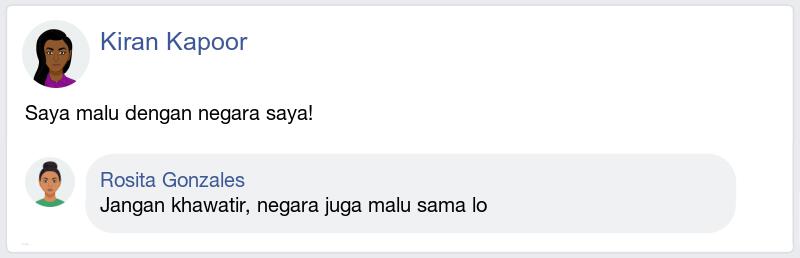 Kiran Kapoor
Saya malu dengan negara saya!
Rosita Gonzales
Jangan khawatir, negara juga malu sama lo